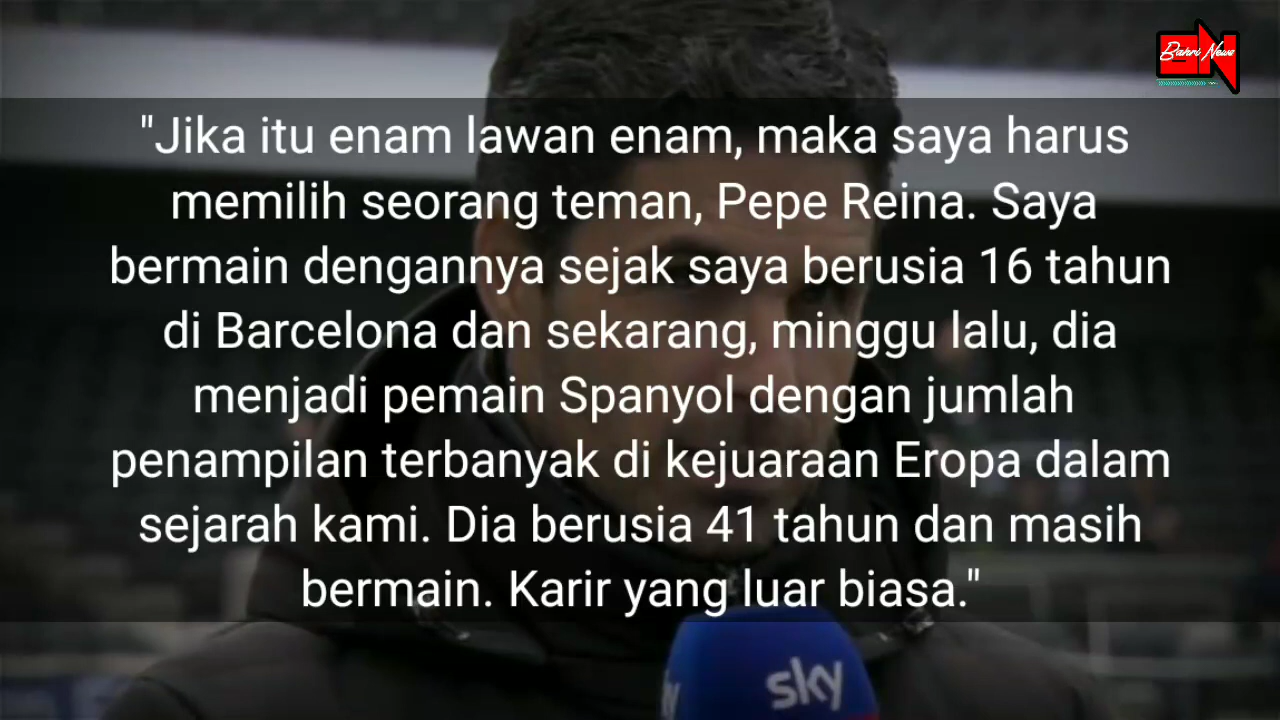 Bahri News
"Jika itu enam lawan enam, maka saya harus
memilih seorang teman, Pepe Reina. Saya
bermain dengannya sejak saya berusia 16 tahun
di Barcelona dan sekarang, minggu lalu, dia
menjadi pemain Spanyol dengan jumlah
penampilan terbanyak di kejuaraan Eropa dalam
sejarah kami. Dia berusia 41 tahun dan masih
bermain. Karir yang luar biasa."
sky